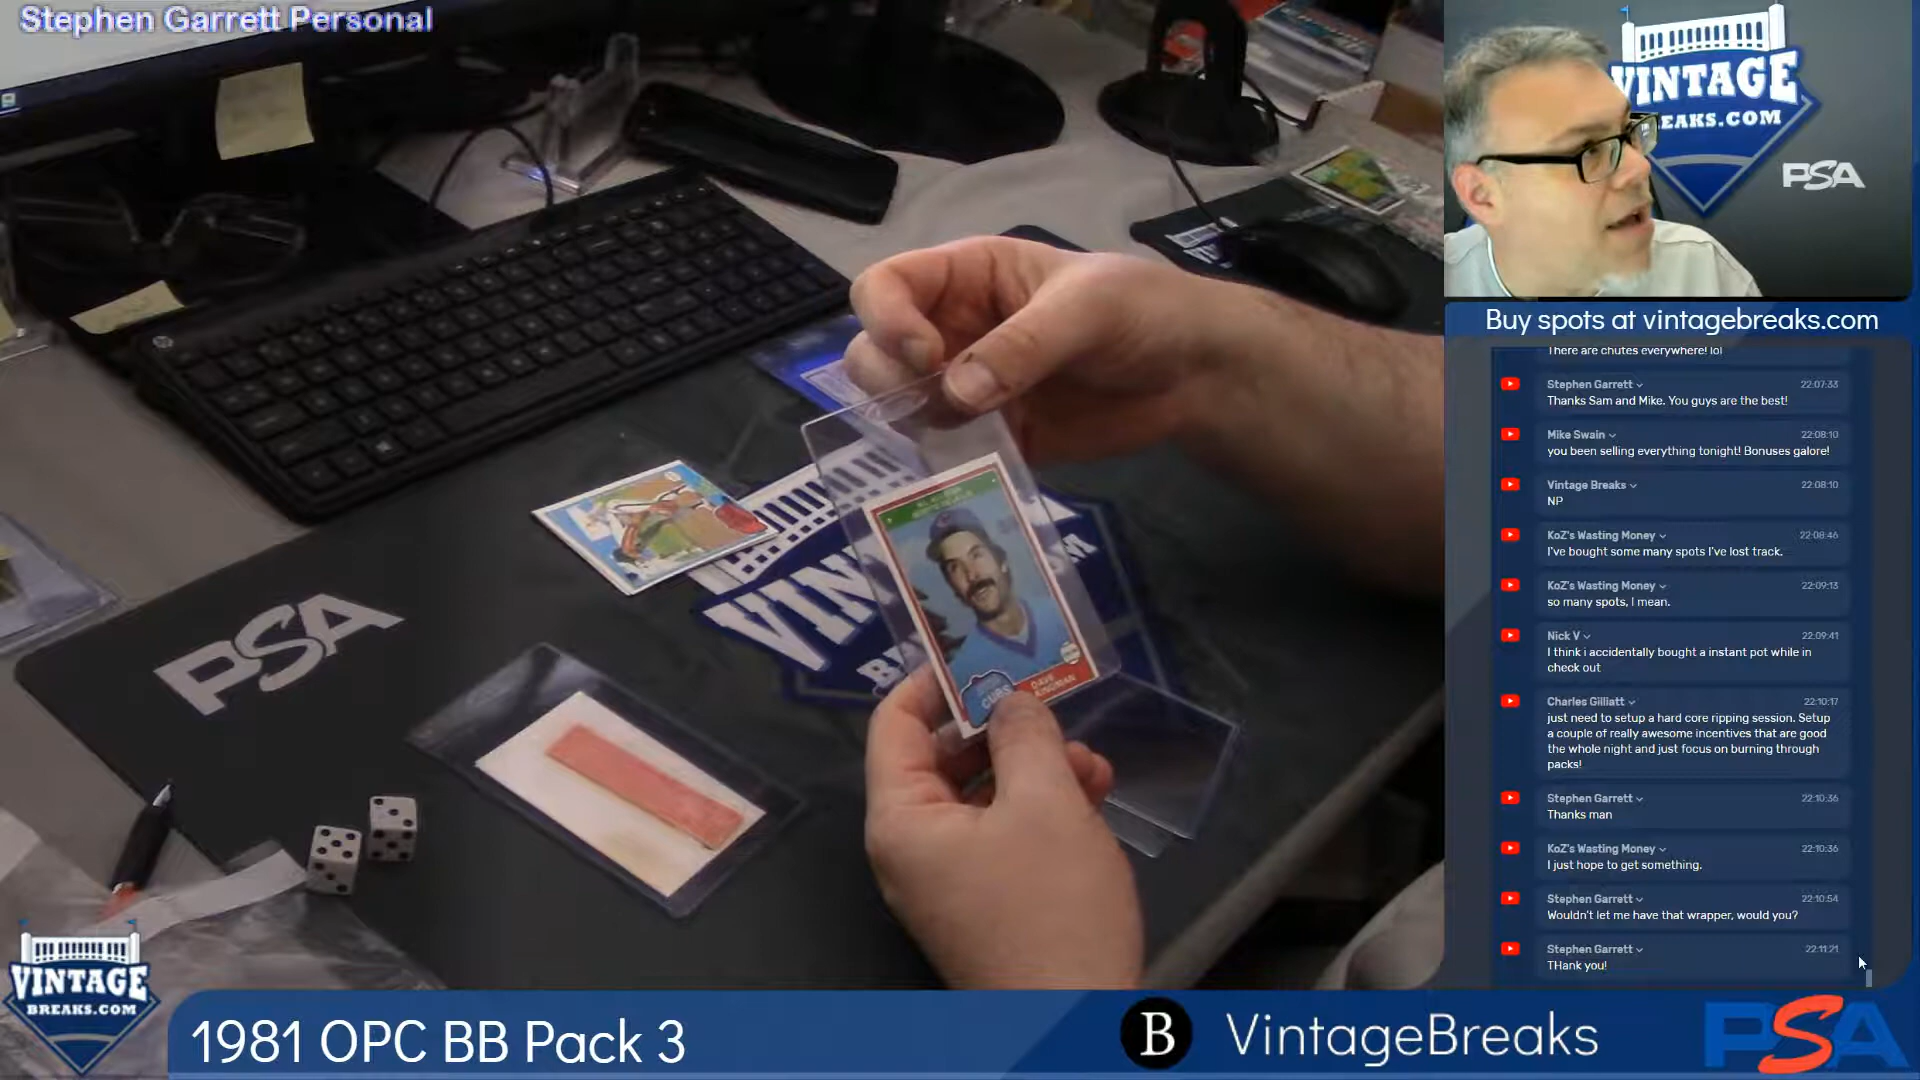 Stephen Garrett Personal
VINTAGE
BREAKS.COM
PSA
Buy spots at vintagebreaks.com
There are chutes everywhere! lol
Stephen Garrett 22:07:33
Thanks Sam and Mike. You guys are the best!
Mike Swain 22:08:10
you been selling everything tonight! Bonuses galore!
Vintage Breaks 22:08:10
NP
KoZ's Wasting Money 22:08:46
I've bought some many spots I've lost track.
KoZ's Wasting Money 22:09:13
so many spots, I mean.
Nick V 22:09:41
I think i accidentally bought a instant pot while in
check out
Charles Gilliatt 22:10:17
just need to setup a hard core ripping session. Setup
a couple of really awesome incentives that are good
the whole night and just focus on burning through
packs!
Stephen Garrett 22:10:36
Thanks man
KoZ's Wasting Money 22:10:36
I just hope to get something.
Stephen Garrett 22:10:54
Wouldn't let me have that wrapper, would you?
Stephen Garrett 22:11:21
THank you!
PSA
VIN
CUBS
DAVE
KINGMAN
VINTAGE
BREAKS.COM
1981 OPC BB Pack 3
B VintageBreaks
PSA